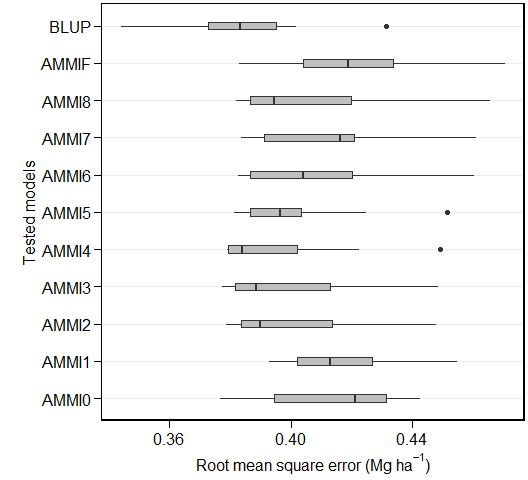 Tested models
BLUP
AMMIF
AMMI8
AMMI7
AMMI6
AMMI5
AMMI4
AMMI3
AMMI2
AMMI1
AMMI0
0.36 0.40 0.44
Root mean square error (Mg ha⁻¹)